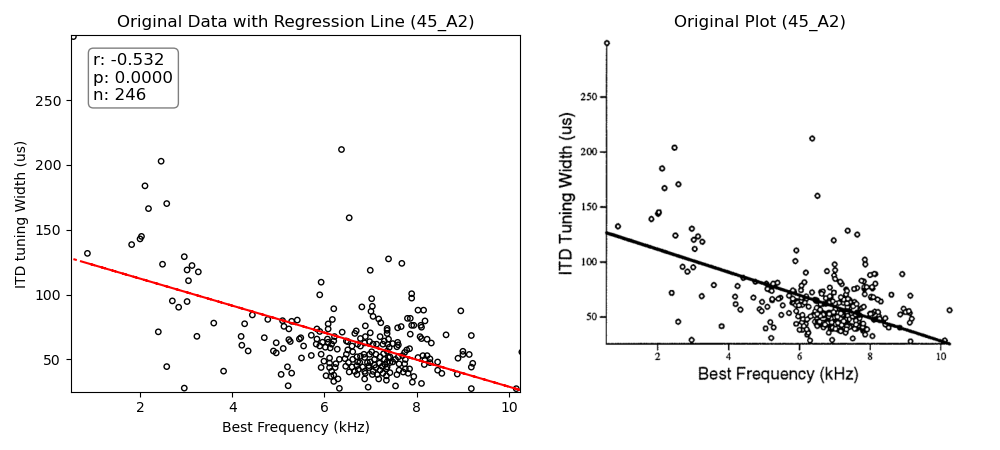 Original Data with Regression Line (45_A2)
r: -0.532
p: 0.0000
n: 246
ITD tuning Width (us)
250
200
150
100
50
2 4 6 8 10
Best Frequency (kHz)
Original Plot (45_A2)
ITD Tuning Width (us)
250
200
150
100
50
2 4 6 8 10
Best Frequency (kHz)